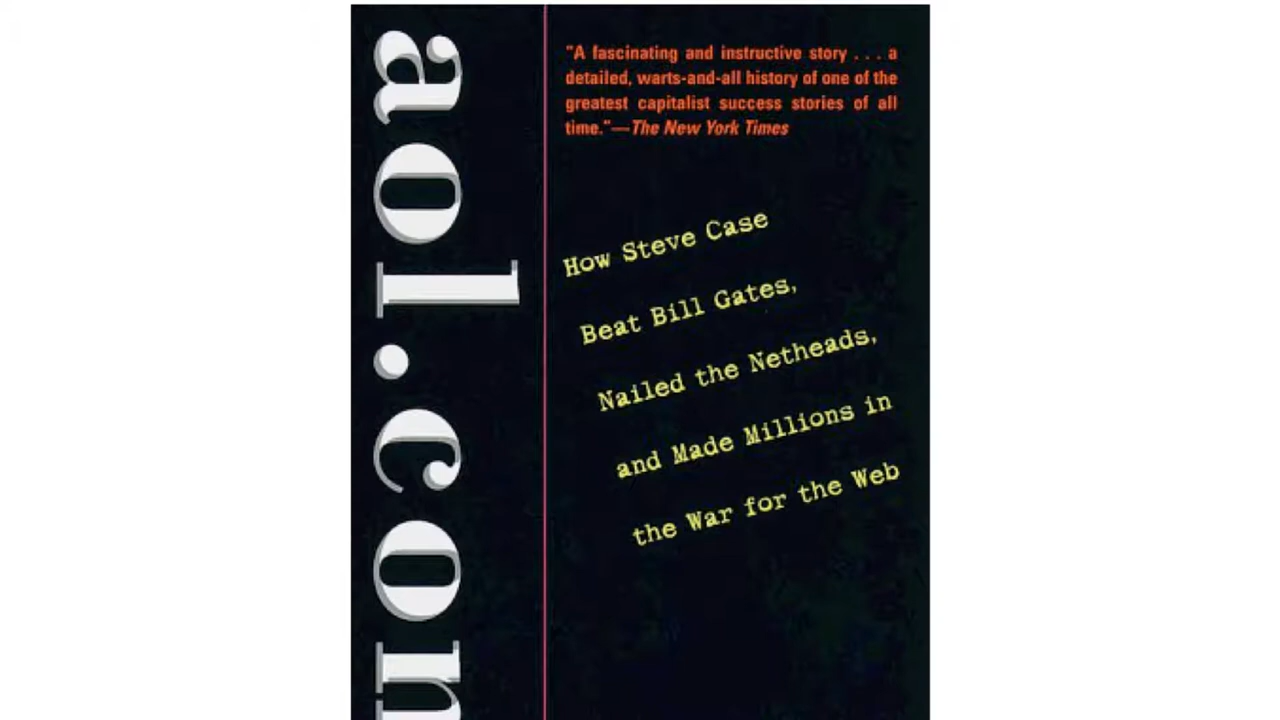 aol.com
"A fascinating and instructive story . . . a
detailed, warts-and-all history of one of the
greatest capitalist success stories of all
time."—The New York Times
How Steve Case
Beat Bill Gates,
Nailed the Netheads,
and Made Millions in
the War for the Web